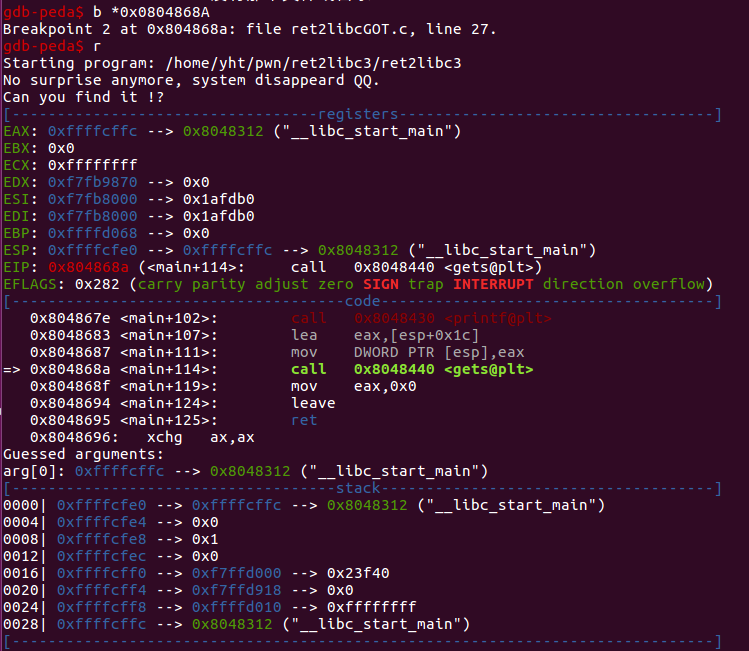 gdb-peda$ b *0x0804868A
Breakpoint 2 at 0x804868a: file ret2libcGOT.c, line 27.
gdb-peda$ r
Starting program: /home/yht/pwn/ret2libc3/ret2libc3
No surprise anymore, system disappeard QQ.
Can you find it !?
[----------------------------------registers-----------------------------------]
EAX: 0xffffcffc --> 0x8048312 ("__libc_start_main")
EBX: 0x0
ECX: 0xffffffff
EDX: 0xf7fb9870 --> 0x0
ESI: 0xf7fb8000 --> 0x1afdb0
EDI: 0xf7fb8000 --> 0x1afdb0
EBP: 0xffffd068 --> 0x0
ESP: 0xffffcfe0 --> 0xffffcffc --> 0x8048312 ("__libc_start_main")
EIP: 0x804868a (<main+114>: call 0x8048440 <gets@plt>)
EFLAGS: 0x282 (carry parity adjust zero SIGN trap INTERRUPT direction overflow)
[-------------------------------------code-------------------------------------]
0x804867e <main+102>: call 0x8048430 <printf@plt>
0x8048683 <main+107>: lea eax,[esp+0x1c]
0x8048687 <main+111>: mov DWORD PTR [esp],eax
=> 0x804868a <main+114>: call 0x8048440 <gets@plt>
0x804868f <main+119>: mov eax,0x0
0x8048694 <main+124>: leave
0x8048695 <main+125>: ret
0x8048696: xchg ax,ax
Guessed arguments:
arg[0]: 0xffffcffc --> 0x8048312 ("__libc_start_main")
[------------------------------------stack-------------------------------------]
0000| 0xffffcfe0 --> 0xffffcffc --> 0x8048312 ("__libc_start_main")
0004| 0xffffcfe4 --> 0x0
0008| 0xffffcfe8 --> 0x1
0012| 0xffffcfec --> 0x0
0016| 0xffffcff0 --> 0xf7ffd000 --> 0x23f40
0020| 0xffffcff4 --> 0xf7ffd918 --> 0x0
0024| 0xffffcff8 --> 0xffffd010 --> 0xffffffff
0028| 0xffffcffc --> 0x8048312 ("__libc_start_main")
[------------------------------------------------------------------------------]